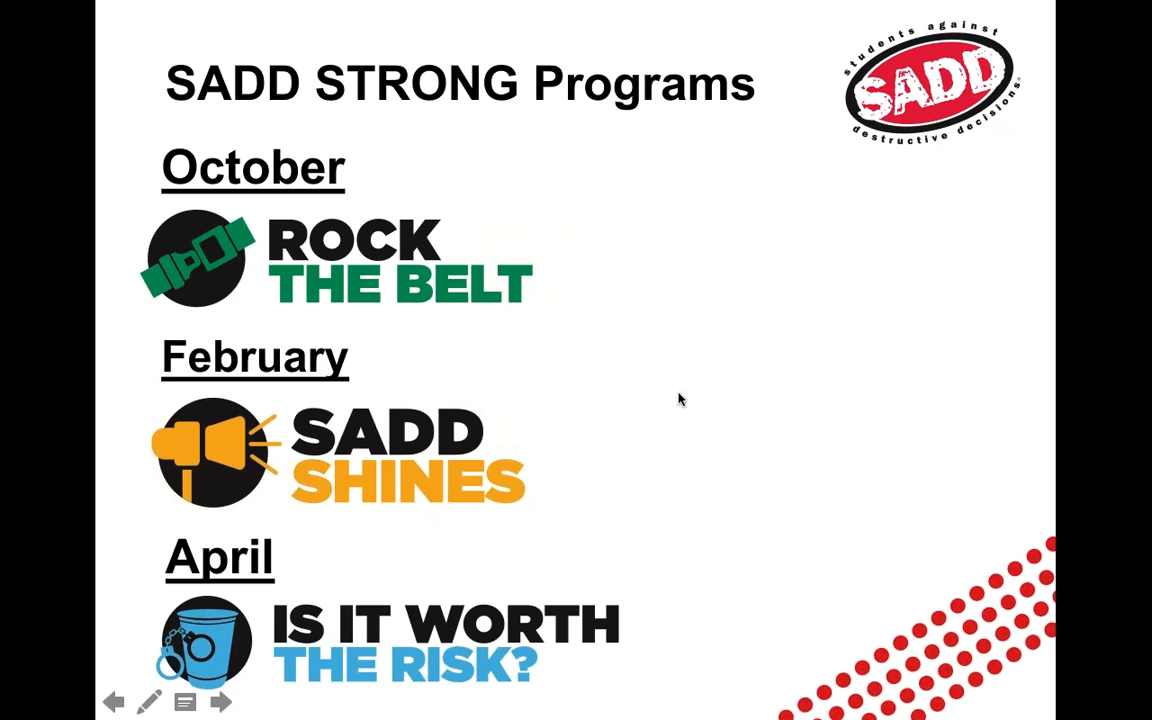 SADD STRONG Programs
students against
SADD
destructive decisions
October
ROCK
THE BELT
February
SADD
SHINES
April
IS IT WORTH
THE RISK?